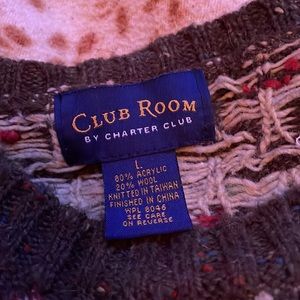 CLUB ROOM
BY CHARTER CLUB
L
80% ACRYLIC
20% WOOL
KNITTED IN TAIWAN
FINISHED IN CHINA
WPL 8046
SEE CARE
ON REVERSE